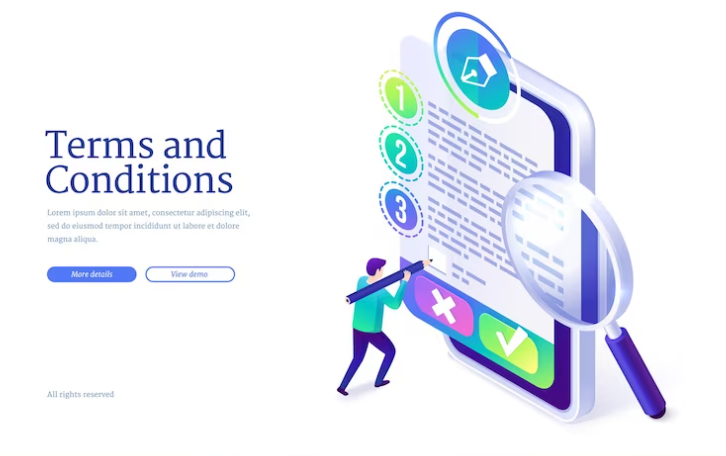 Terms and
Conditions
Lorem ipsum dolor sit amet, consectetur adipiscing elit,
sed do eiusmod tempor incididunt ut labore et dolore
magna aliqua.
More details
View demo
All rights reserved
1
2
3